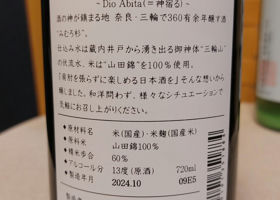 ～Dio Abita(＝神宿る)～
酒の神が鎮まる地 奈良・三輪で360有余年醸す酒
“みむろ杉”
仕込み水は蔵内井戸から湧き出る御神体“三輪山”
の伏流水、米は“山田錦”を100％使用。
『肩肘を張らずに楽しめる日本酒を』そんな想いから
醸しました。和洋問わず、様々なシチュエーションで
気軽にお召し上がりください。
●原材料名 米(国産)・米麹(国産米)
●原料米 山田錦100％
●精米歩合 60％
●アルコール分 13度(原酒) 720ml
●製造年月 2024.10 09E5